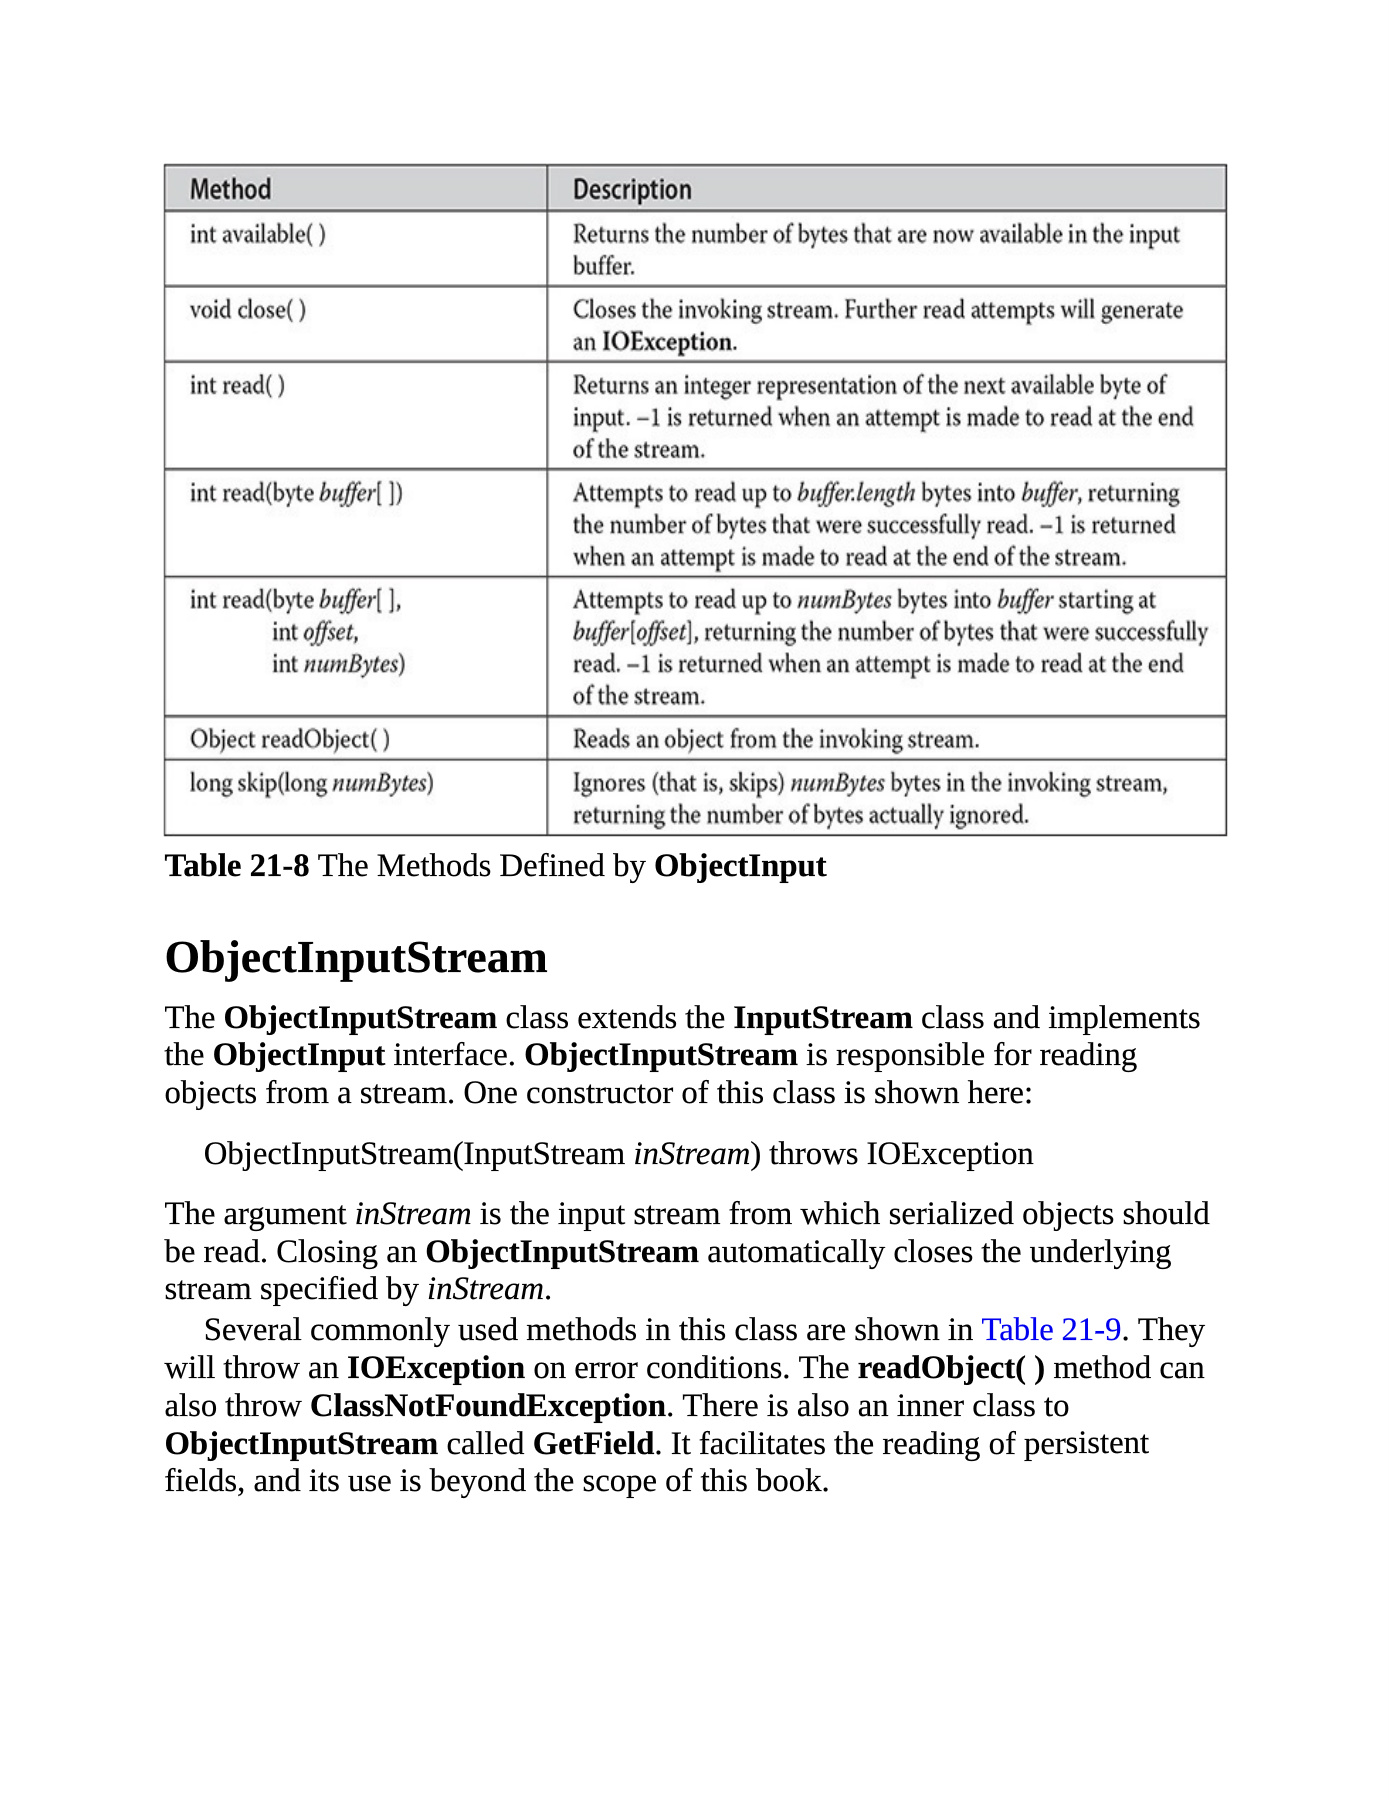 Method Description
int available( ) Returns the number of bytes that are now available in the input
buffer.
void close( ) Closes the invoking stream. Further read attempts will generate
an IOException.
int read( ) Returns an integer representation of the next available byte of
input. –1 is returned when an attempt is made to read at the end
of the stream.
int read(byte buffer[ ]) Attempts to read up to buffer.length bytes into buffer, returning
the number of bytes that were successfully read. –1 is returned
when an attempt is made to read at the end of the stream.
int read(byte buffer[ ], Attempts to read up to numBytes bytes into buffer starting at
int offset, buffer[offset], returning the number of bytes that were successfully
int numBytes) read. –1 is returned when an attempt is made to read at the end
of the stream.
Object readObject( ) Reads an object from the invoking stream.
long skip(long numBytes) Ignores (that is, skips) numBytes bytes in the invoking stream,
returning the number of bytes actually ignored.
Table 21-8 The Methods Defined by ObjectInput
ObjectInputStream
The ObjectInputStream class extends the InputStream class and implements
the ObjectInput interface. ObjectInputStream is responsible for reading
objects from a stream. One constructor of this class is shown here:
ObjectInputStream(InputStream inStream) throws IOException
The argument inStream is the input stream from which serialized objects should
be read. Closing an ObjectInputStream automatically closes the underlying
stream specified by inStream.
Several commonly used methods in this class are shown in Table 21-9. They
will throw an IOException on error conditions. The readObject( ) method can
also throw ClassNotFoundException. There is also an inner class to
ObjectInputStream called GetField. It facilitates the reading of persistent
fields, and its use is beyond the scope of this book.